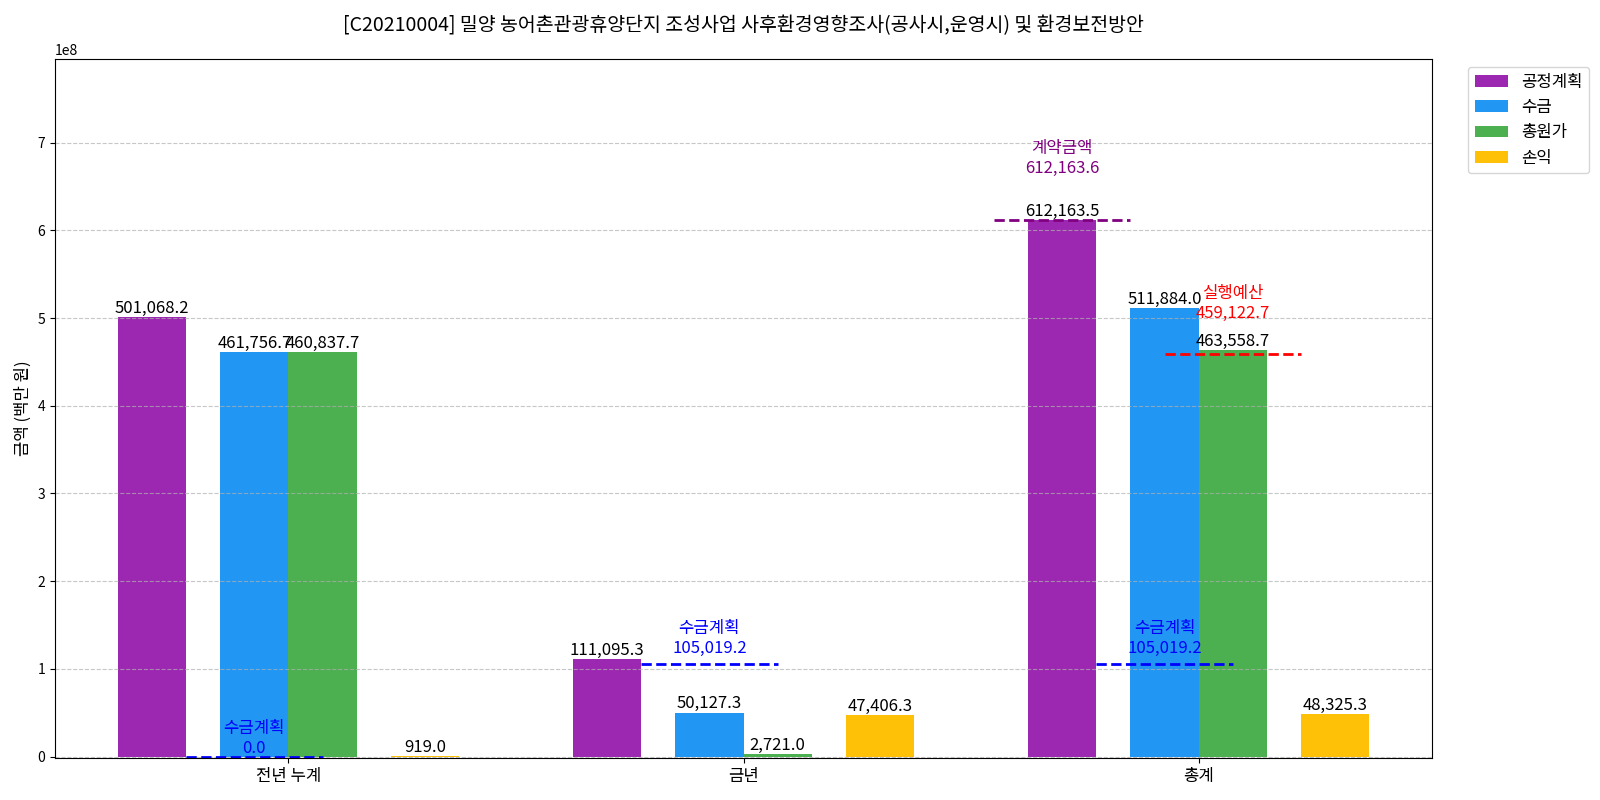 [C20210004] 밀양 농어촌관광휴양단지 조성사업 사후환경영향조사(공사시,운영시) 및 환경보전방안
1e8
공정계획
수금
총원가
손익
금액 (백만 원)
7
6
5
4
3
2
1
0
501,068.2
461,756.7
460,837.7
919.0
수금계획
0.0
111,095.3
수금계획
105,019.2
50,127.3
2,721.0
47,406.3
계약금액
612,163.6
612,163.5
511,884.0
실행예산
459,122.7
463,558.7
수금계획
105,019.2
48,325.3
전년 누계
금년
총계